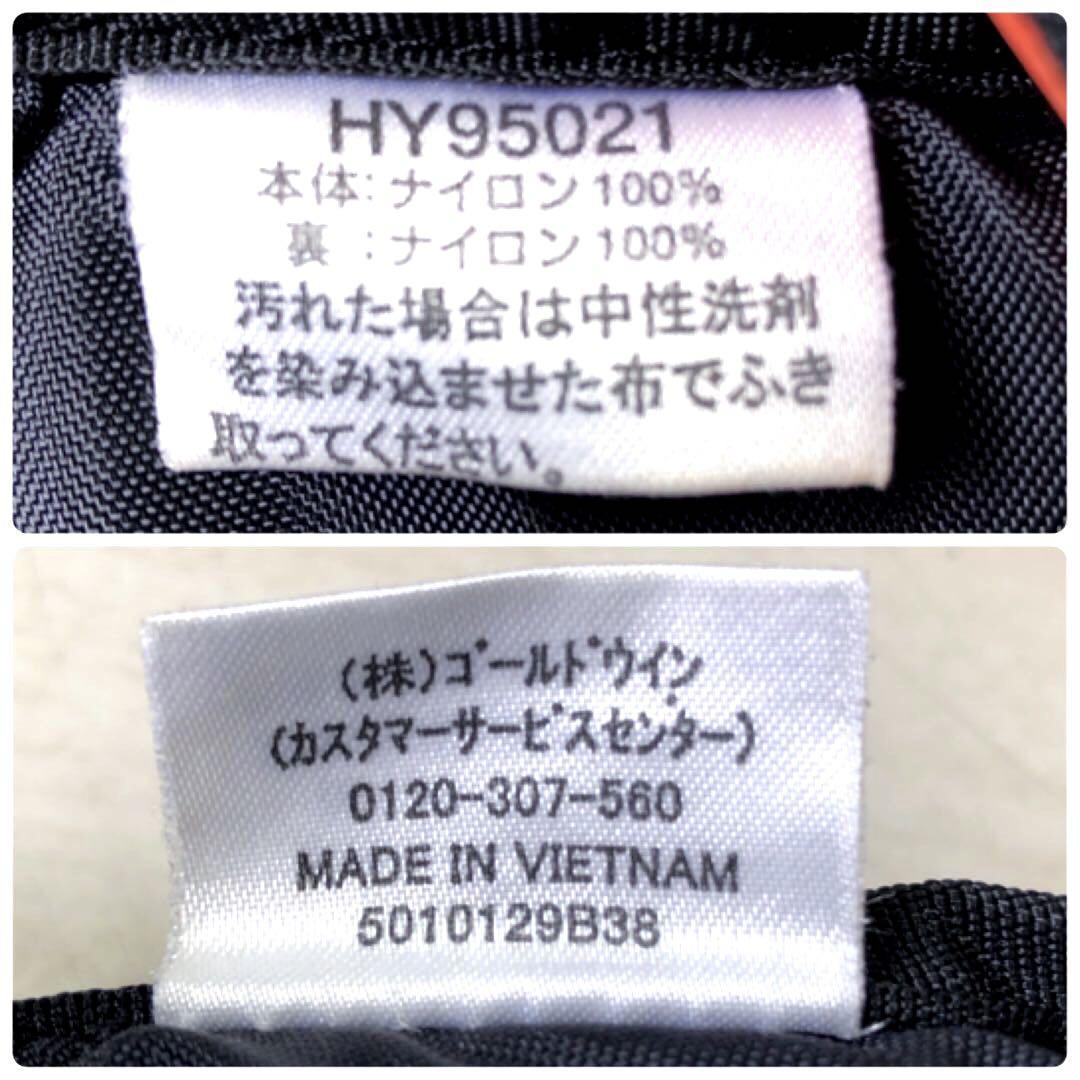 HY95021
本体:ナイロン100%
裏:ナイロン100%
汚れた場合は中性洗剤
を染み込ませた布でふき
取ってください。
(株)ゴールドウイン
(カスタマーサービスセンター)
0120-307-560
MADE IN VIETNAM
5010129B38